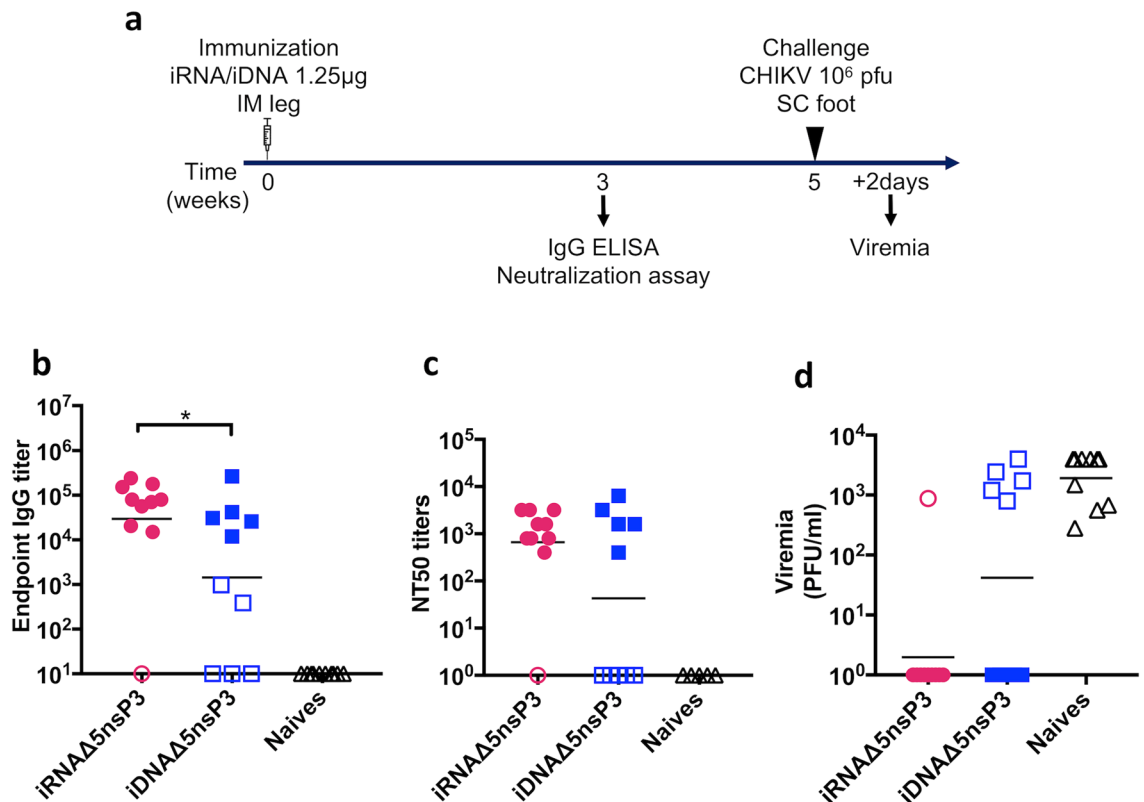 a
Immunization
iRNA/iDNA 1.25µg
IM leg
Challenge
CHIKV 10⁶ pfu
SC foot
Time
(weeks)
0
3
5
+2days
IgG ELISA
Neutralization assay
Viremia
b
Endpoint IgG titer
10⁷
10⁶
10⁵
10⁴
10³
10²
10¹
*
iRNAΔ5nsP3
iDNAΔ5nsP3
Naives
c
NT50 titers
10⁵
10⁴
10³
10²
10¹
10⁰
iRNAΔ5nsP3
iDNAΔ5nsP3
Naives
d
Viremia
(PFU/ml)
10⁴
10³
10²
10¹
10⁰
iRNAΔ5nsP3
iDNAΔ5nsP3
Naives